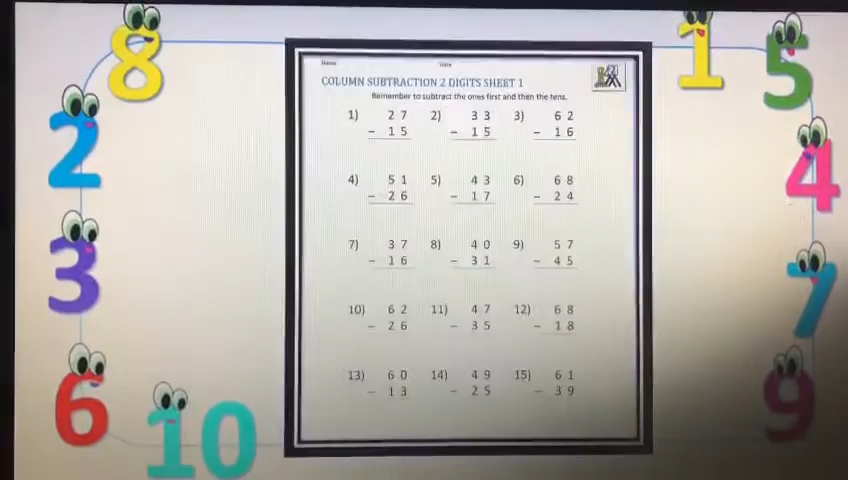 8
1
5
2
4
3
7
6
9
10
Name
COLUMN SUBTRACTION 2 DIGITS SHEET 1
Remember to subtract the ones first and then the tens.
1) 2 7 2) 3 3 3) 6 2
- 1 5 - 1 5 - 1 6
4) 5 1 5) 4 3 6) 6 8
- 2 6 - 1 7 - 2 4
7) 3 7 8) 4 0 9) 5 7
- 1 6 - 3 1 - 4 5
10) 6 2 11) 4 7 12) 6 8
- 2 6 - 3 5 - 1 8
13) 6 0 14) 4 9 15) 6 1
- 1 3 - 2 5 - 3 9